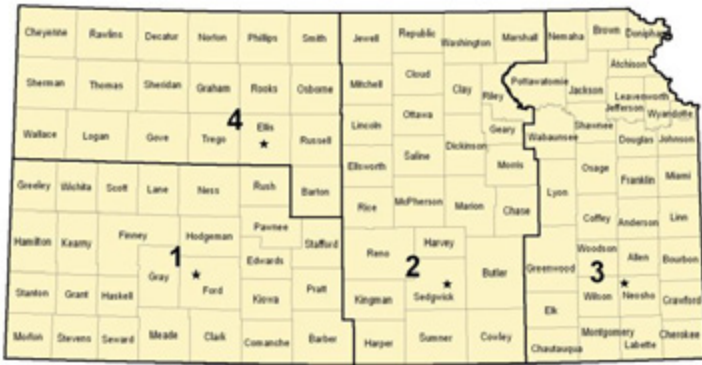 Cheyenne Rawlins Decatur Norton Phillips Smith Jewell Republic Washington Marshall Nemaha Brown Doniphan
Atchison
Sherman Thomas Sheridan Graham Rooks Osborne Mitchell Cloud Clay Riley Pottawatomie Jackson Leavenworth
Jefferson Wyandotte
4
Wallace Logan Gove Trego Ellis Russell Lincoln Ottawa Geary Wabaunsee Shawnee Douglas Johnson
Ellsworth Saline Dickinson Morris Osage Franklin Miami
Greeley Wichita Scott Lane Ness Rush Barton Rice McPherson Marion Chase Lyon Coffey Anderson Linn
Hamilton Kearny Finney Hodgeman Pawnee Stafford Reno Harvey Butler Greenwood Woodson Allen Bourbon
1 2 3
Gray Ford Edwards
Stanton Grant Haskell Kiowa Pratt Kingman Sedgwick Elk Wilson Neosho Crawford
Morton Stevens Seward Meade Clark Comanche Barber Harper Sumner Cowley Chautauqua Montgomery Labette Cherokee